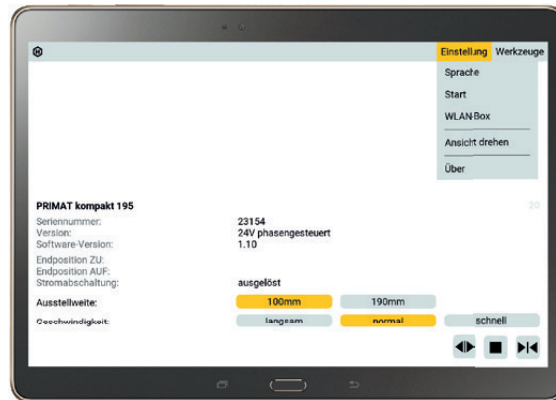 Einstellung Werkzeuge
Sprache
Start
WLAN-Box
Ansicht drehen
Über
PRIMAT kompakt 195
20
Seriennummer: 23154
Version: 24V phasengesteuert
Software-Version: 1.10
Endposition ZU:
Endposition AUF:
Stromabschaltung: ausgelöst
Ausstellweite: 100mm 190mm
Geschwindigkeit: langsam normal schnell